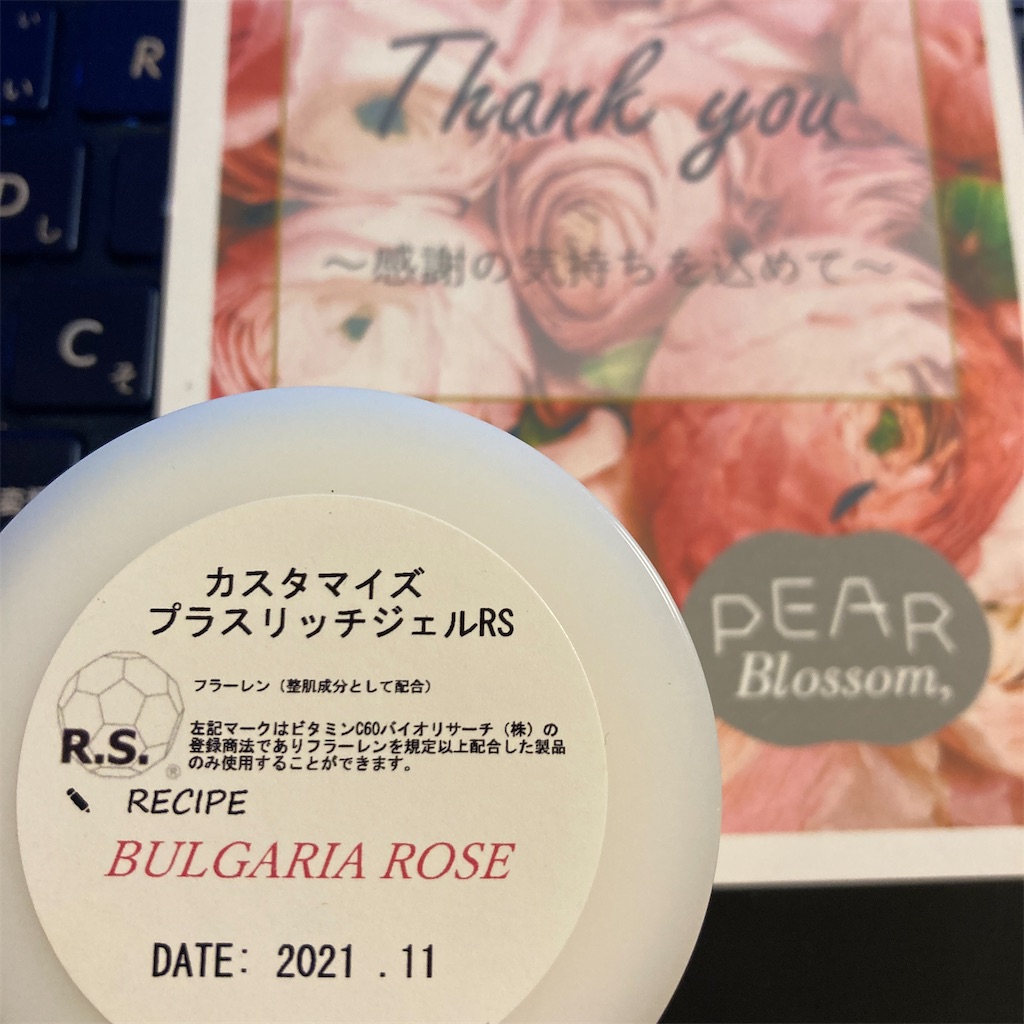 い
い
R
D
し
C
そ
Thank you
～感謝の気持ちを込めて～
PEAR
Blossom,
カスタマイズ
プラスリッチジェルRS
フラーレン（整肌成分として配合）
左記マークはビタミンC60バイオリサーチ（株）の
登録商法でありフラーレンを規定以上配合した製品
のみ使用することができます。
R.S.
®
RECIPE
BULGARIA ROSE
DATE: 2021 .11